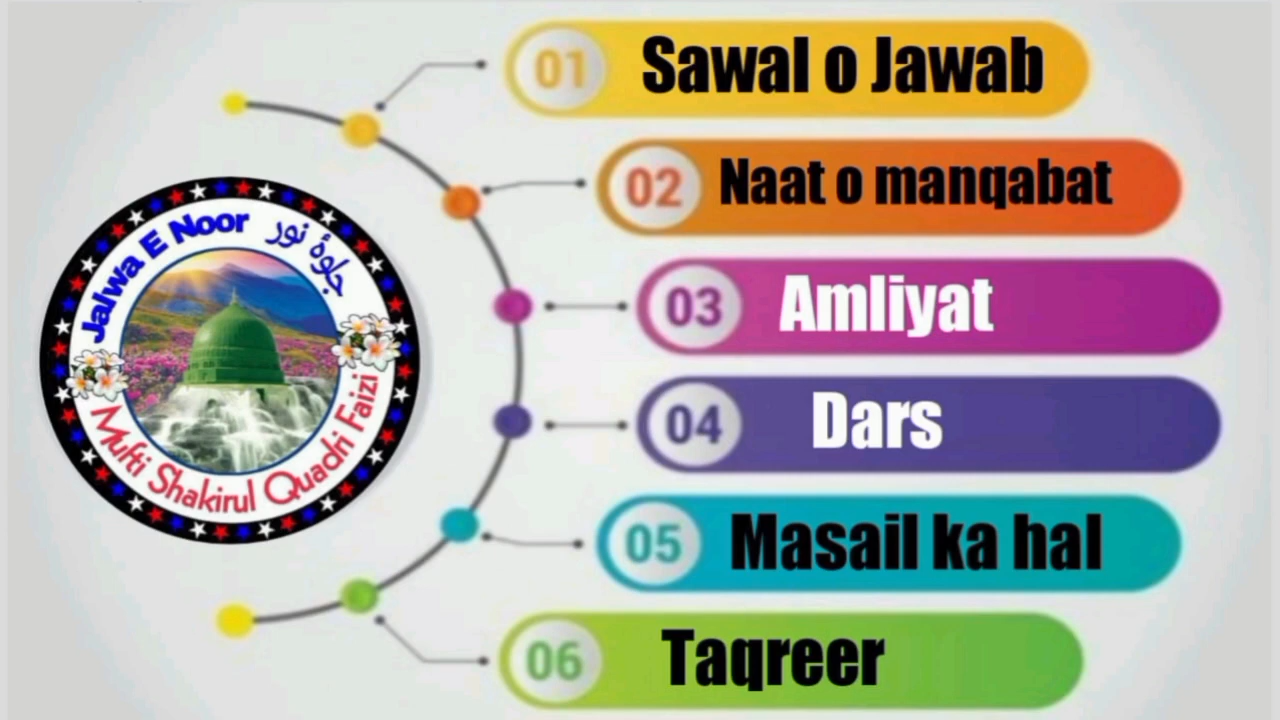 Jalwa E Noor جلوۂ نور
Mufti Shakirul Quadri Faizi
01 Sawal o Jawab
02 Naat o manqabat
03 Amliyat
04 Dars
05 Masail ka hal
06 Taqreer